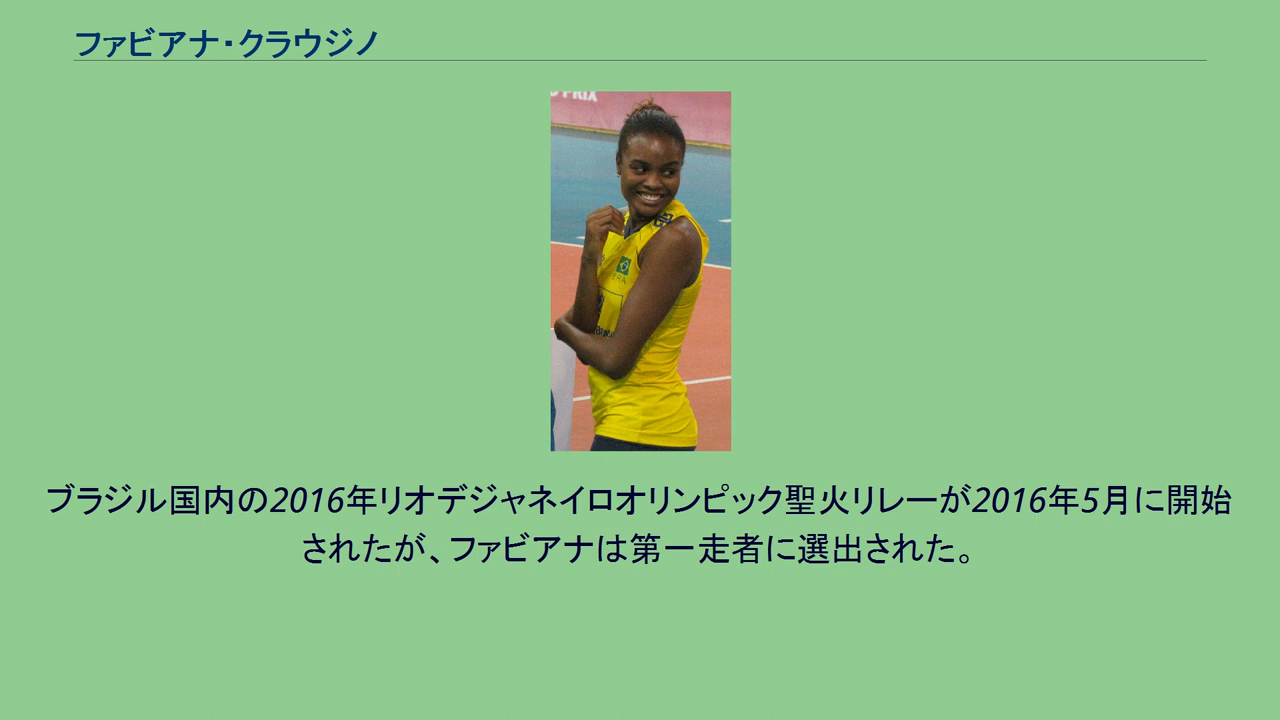 ファビアナ・クラウジノ
PRIX
BRA
ブラジル国内の2016年リオデジャネイロオリンピック聖火リレーが2016年5月に開始
されたが、ファビアナは第一走者に選出された。